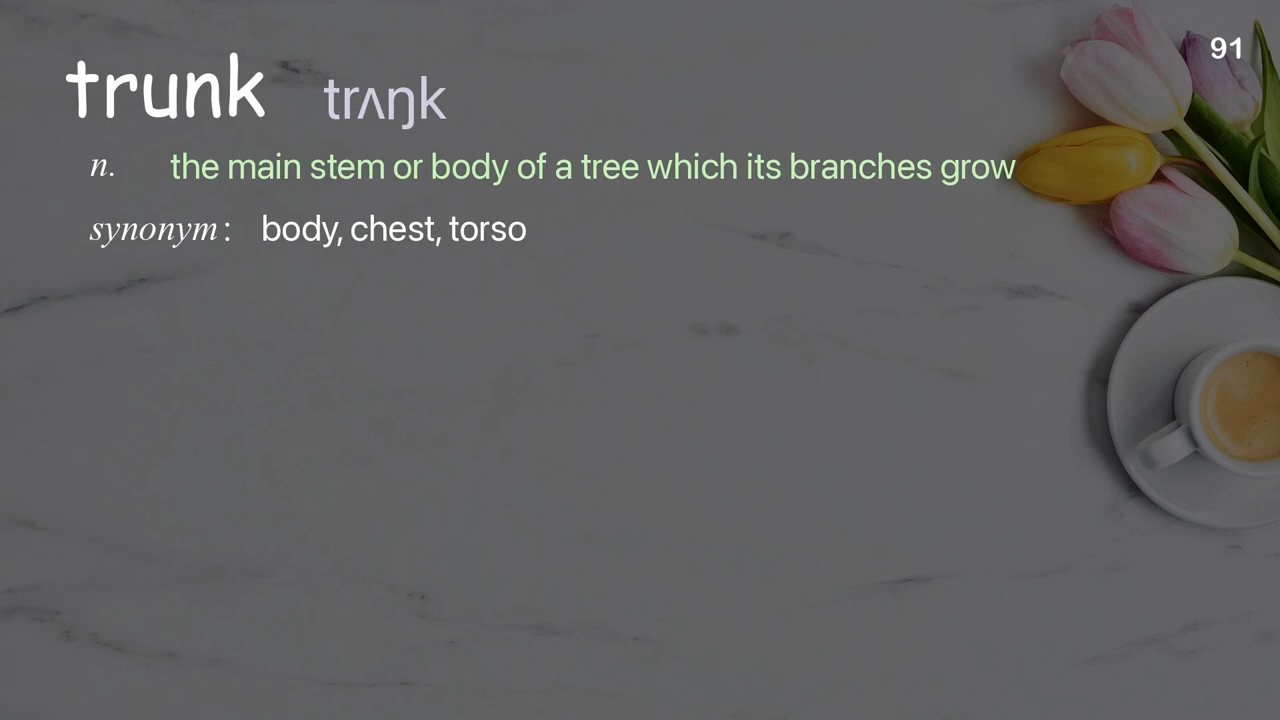 91
trunk trʌŋk
n. the main stem or body of a tree which its branches grow
synonym : body, chest, torso